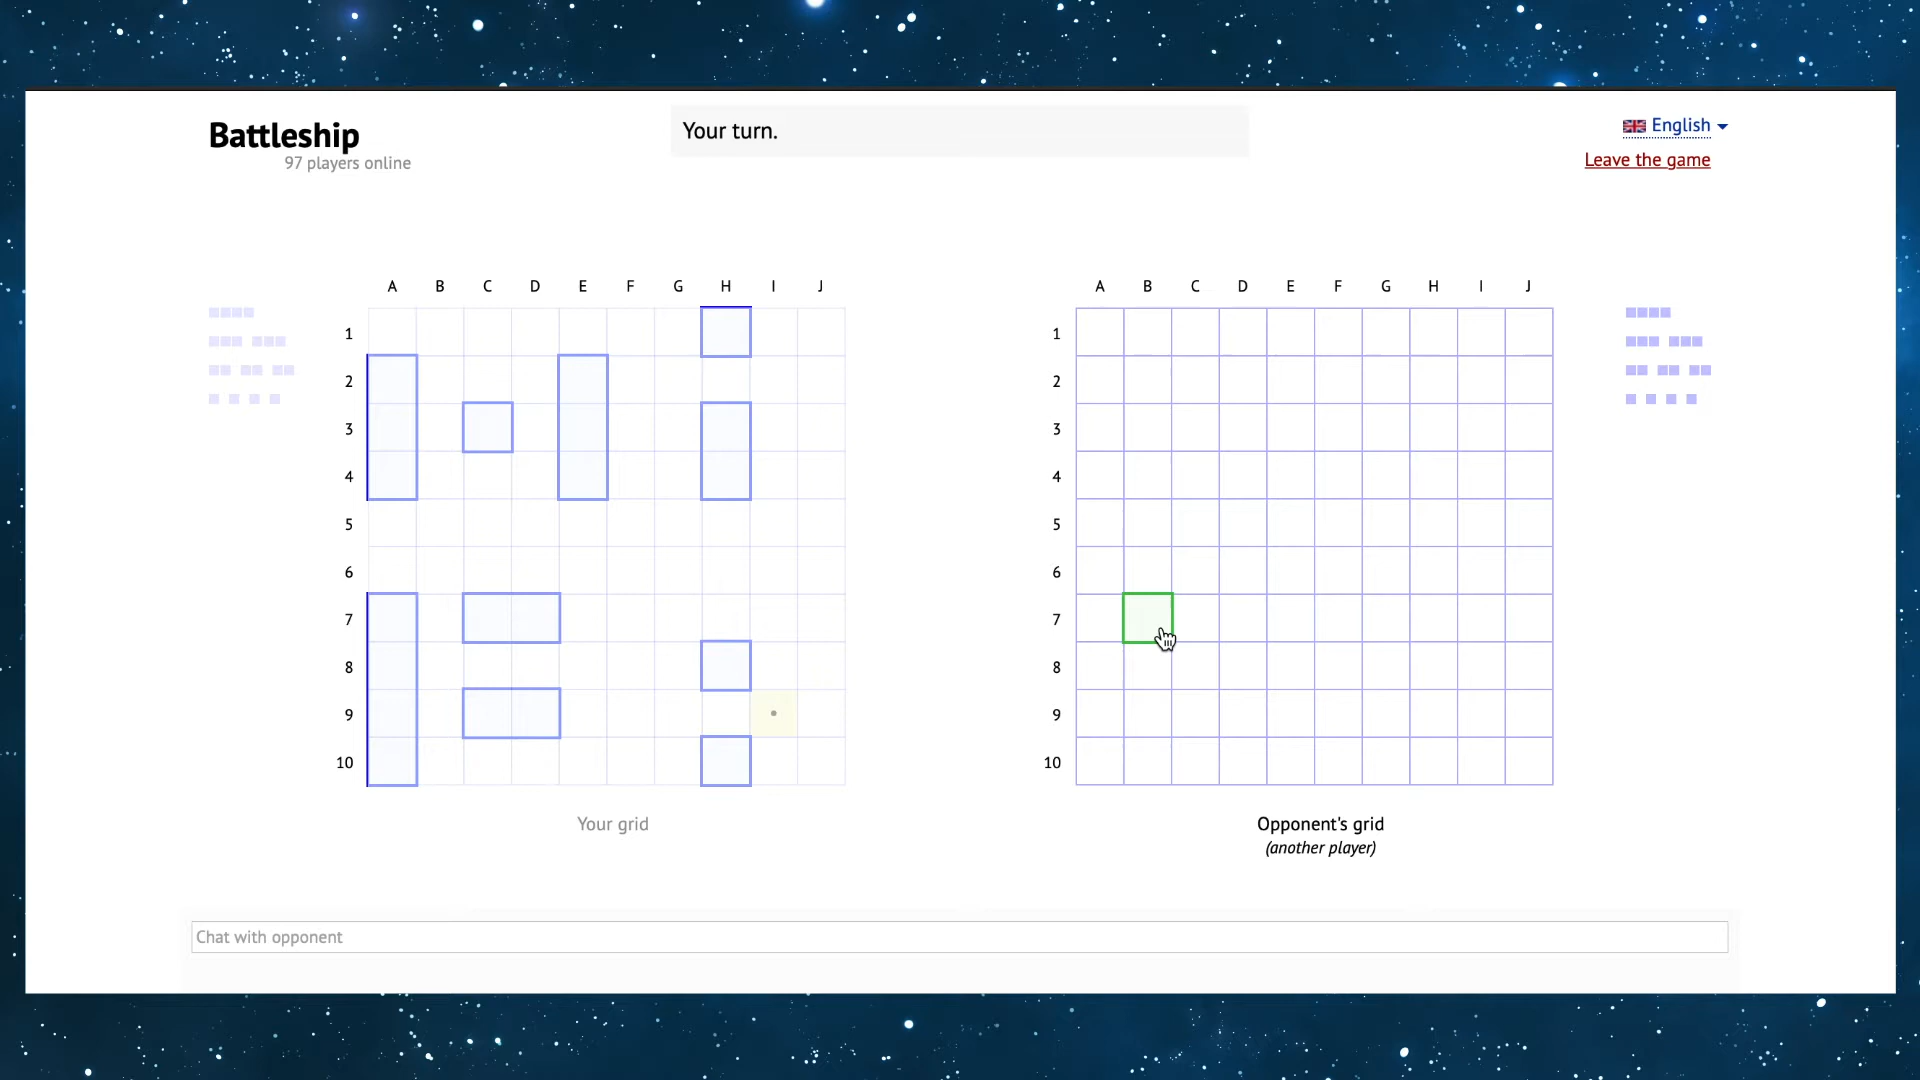 Battleship
97 players online
Your turn.
English
Leave the game
A B C D E F G H I J
1
2
3
4
5
6
7
8
9
10
Your grid
A B C D E F G H I J
1
2
3
4
5
6
7
8
9
10
Opponent's grid
(another player)
Chat with opponent